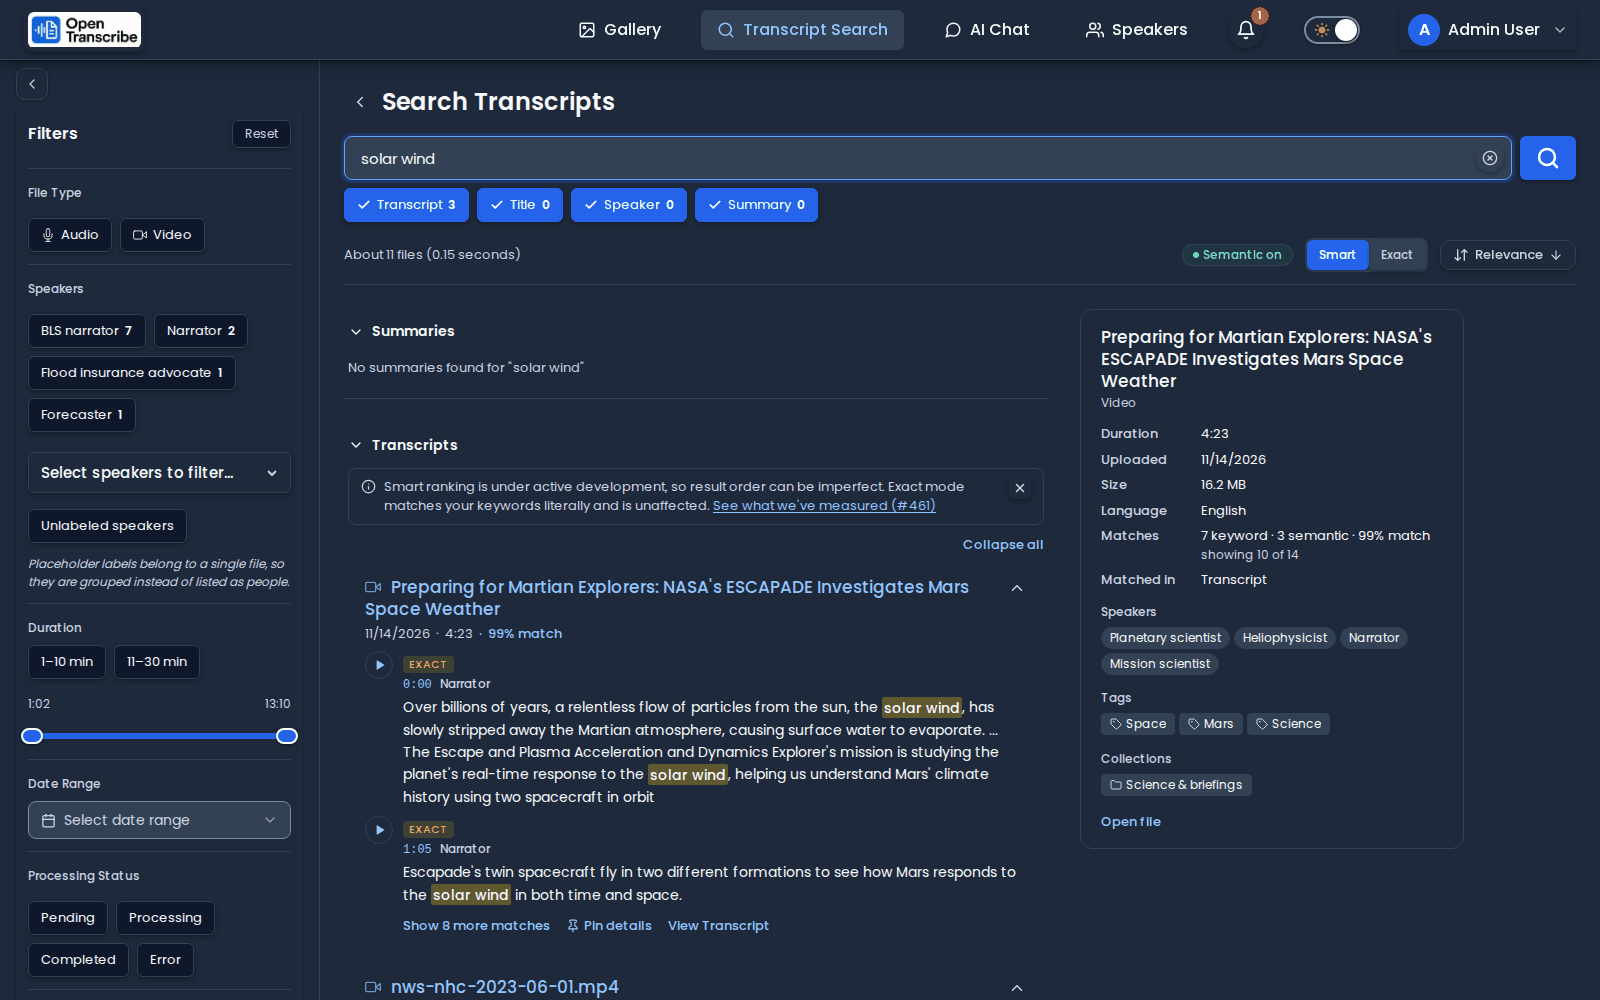 Open
Transcribe
Gallery
Transcript Search
AI Chat
Speakers
1
A
Admin User
Filters
Reset
File Type
Audio
Video
Speakers
BLS narrator 7
Narrator 2
Flood insurance advocate 1
Forecaster 1
Select speakers to filter...
Unlabeled speakers
Placeholder labels belong to a single file, so
they are grouped instead of listed as people.
Duration
1–10 min
11–30 min
1:02
13:10
Date Range
Select date range
Processing Status
Pending
Processing
Completed
Error
Search Transcripts
solar wind
Transcript 3
Title 0
Speaker 0
Summary 0
About 11 files (0.15 seconds)
Semantic on
Smart
Exact
Relevance
Summaries
No summaries found for "solar wind"
Transcripts
Smart ranking is under active development, so result order can be imperfect. Exact mode
matches your keywords literally and is unaffected. See what we've measured (#461)
Collapse all
Preparing for Martian Explorers: NASA's ESCAPADE Investigates Mars
Space Weather
11/14/2026 · 4:23 · 99% match
EXACT
0:00 Narrator
Over billions of years, a relentless flow of particles from the sun, the solar wind, has
slowly stripped away the Martian atmosphere, causing surface water to evaporate. ...
The Escape and Plasma Acceleration and Dynamics Explorer's mission is studying the
planet's real-time response to the solar wind, helping us understand Mars' climate
history using two spacecraft in orbit
EXACT
1:05 Narrator
Escapade's twin spacecraft fly in two different formations to see how Mars responds to
the solar wind in both time and space.
Show 8 more matches
Pin details
View Transcript
nws-nhc-2023-06-01.mp4
Preparing for Martian Explorers: NASA's
ESCAPADE Investigates Mars Space
Weather
Video
Duration 4:23
Uploaded 11/14/2026
Size 16.2 MB
Language English
Matches 7 keyword · 3 semantic · 99% match
showing 10 of 14
Matched in Transcript
Speakers
Planetary scientist
Heliophysicist
Narrator
Mission scientist
Tags
Space
Mars
Science
Collections
Science & briefings
Open file